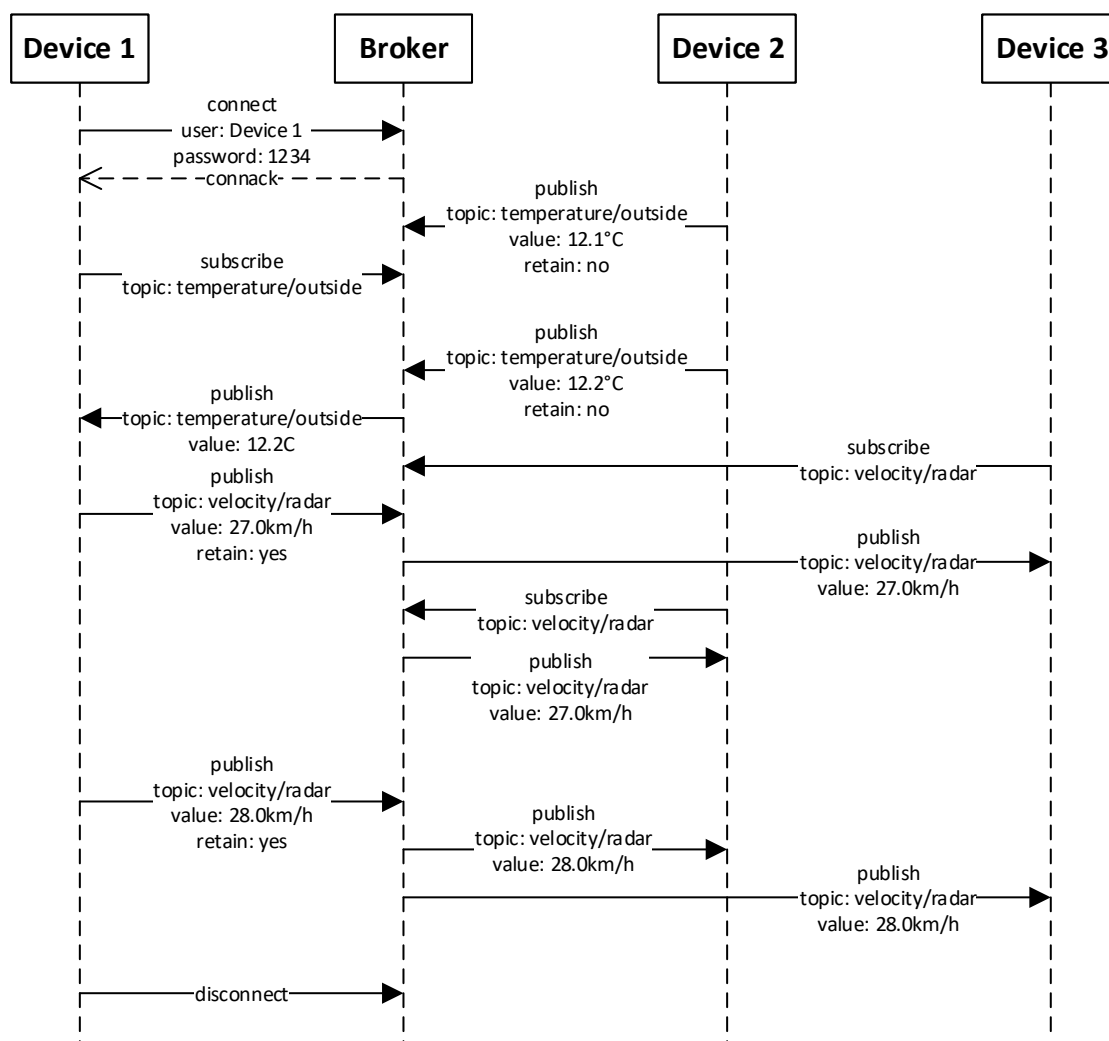 Device 1
Broker
Device 2
Device 3
connect
user: Device 1
password: 1234
connack
publish
topic: temperature/outside
value: 12.1°C
retain: no
subscribe
topic: temperature/outside
publish
topic: temperature/outside
value: 12.2°C
retain: no
publish
topic: temperature/outside
value: 12.2C
subscribe
topic: velocity/radar
publish
topic: velocity/radar
value: 27.0km/h
retain: yes
publish
topic: velocity/radar
value: 27.0km/h
subscribe
topic: velocity/radar
publish
topic: velocity/radar
value: 27.0km/h
publish
topic: velocity/radar
value: 28.0km/h
retain: yes
publish
topic: velocity/radar
value: 28.0km/h
publish
topic: velocity/radar
value: 28.0km/h
disconnect